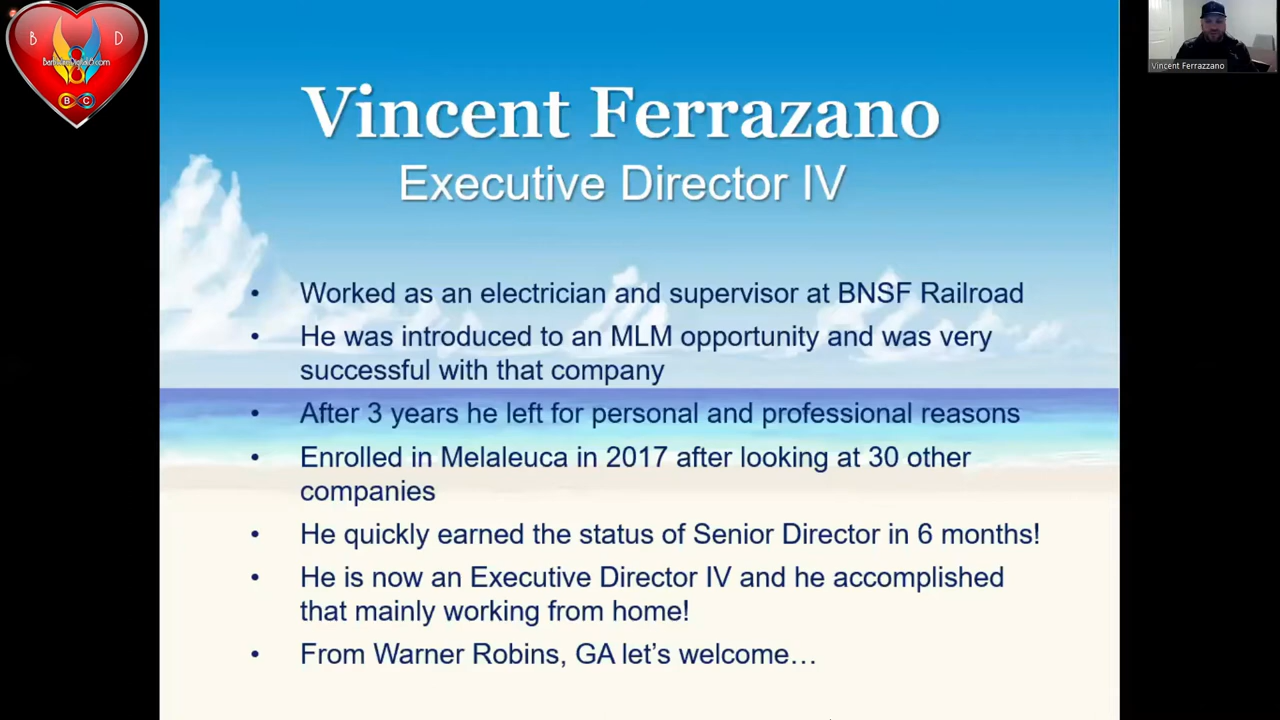 B D
B C
Vincent Ferrazzano
Vincent Ferrazano
Executive Director IV
• Worked as an electrician and supervisor at BNSF Railroad
• He was introduced to an MLM opportunity and was very
successful with that company
• After 3 years he left for personal and professional reasons
• Enrolled in Melaleuca in 2017 after looking at 30 other
companies
• He quickly earned the status of Senior Director in 6 months!
• He is now an Executive Director IV and he accomplished
that mainly working from home!
• From Warner Robins, GA let’s welcome…